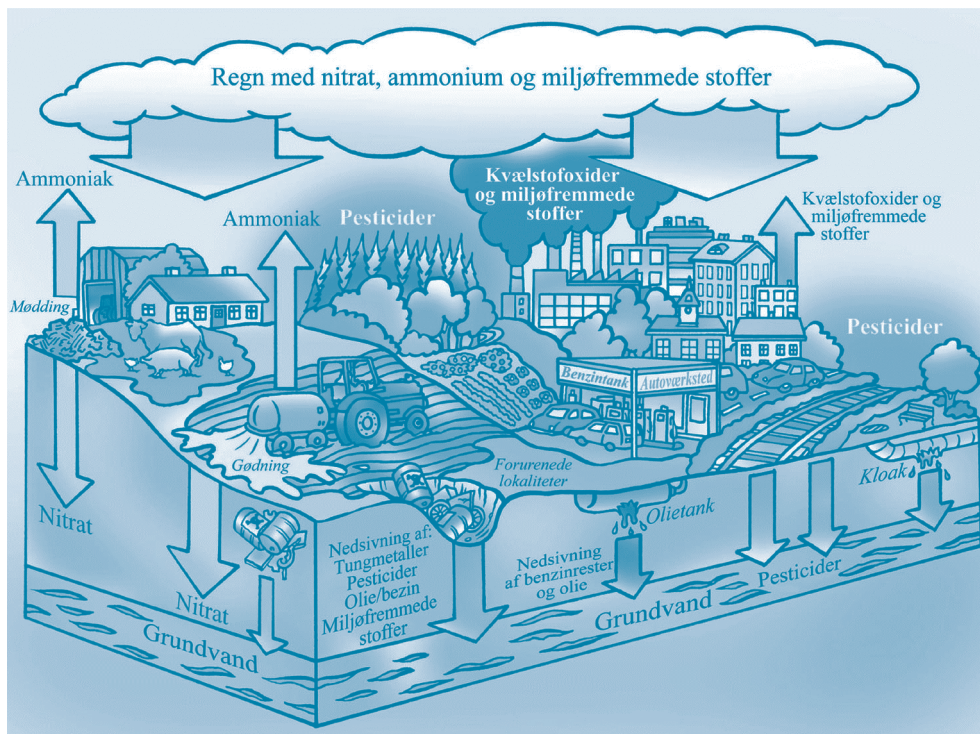 Regn med nitrat, ammonium og miljøfremmede stoffer
Ammoniak
Ammoniak
Pesticider
Kvælstofoxider
og miljøfremmede
stoffer
Kvælstofoxider og
miljøfremmede
stoffer
Mødding
Pesticider
Benzintank
Autoværksted
Gødning
Forurenede
lokaliteter
Kloak
Olietank
Nitrat
Nitrat
Nedsivning af:
Tungmetaller
Pesticider
Olie/bezin
Miljøfremmede
stoffer
Nedsivning
af benzinrester
og olie
Pesticider
Grundvand
Grundvand